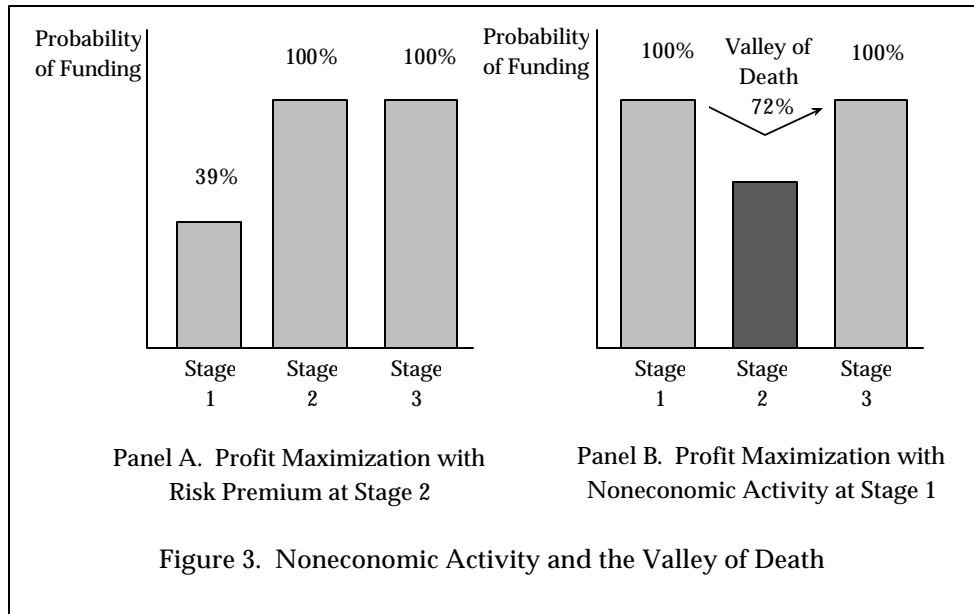 Probability
of Funding
39%
100%
100%
Stage
1
Stage
2
Stage
3
Panel A. Profit Maximization with
Risk Premium at Stage 2
Probability
of Funding
100%
Valley of
Death
72%
100%
Stage
1
Stage
2
Stage
3
Panel B. Profit Maximization with
Noneconomic Activity at Stage 1
Figure 3. Noneconomic Activity and the Valley of Death